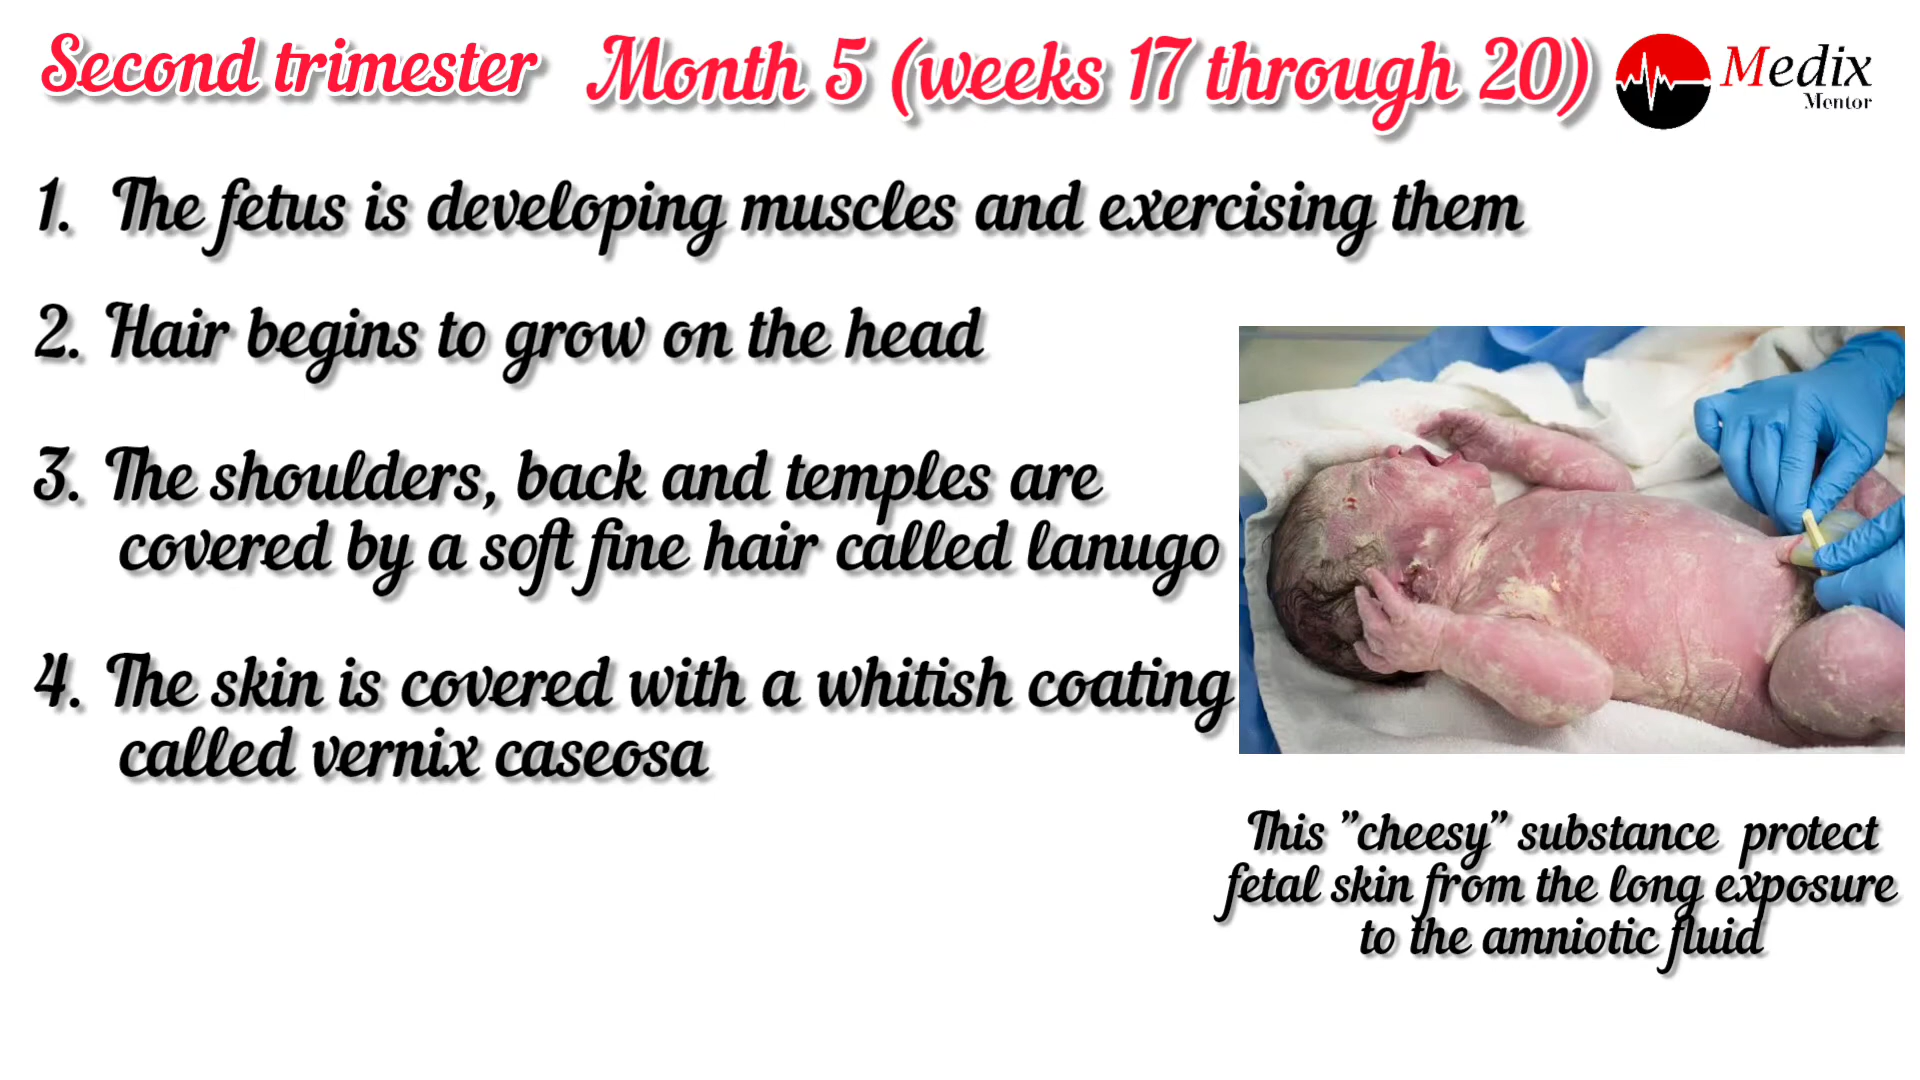 Second trimester Month 5 (weeks 17 through 20)
Medix
Mentor
1. The fetus is developing muscles and exercising them
2. Hair begins to grow on the head
3. The shoulders, back and temples are
covered by a soft fine hair called lanugo
4. The skin is covered with a whitish coating
called vernix caseosa
This "cheesy" substance protect
fetal skin from the long exposure
to the amniotic fluid